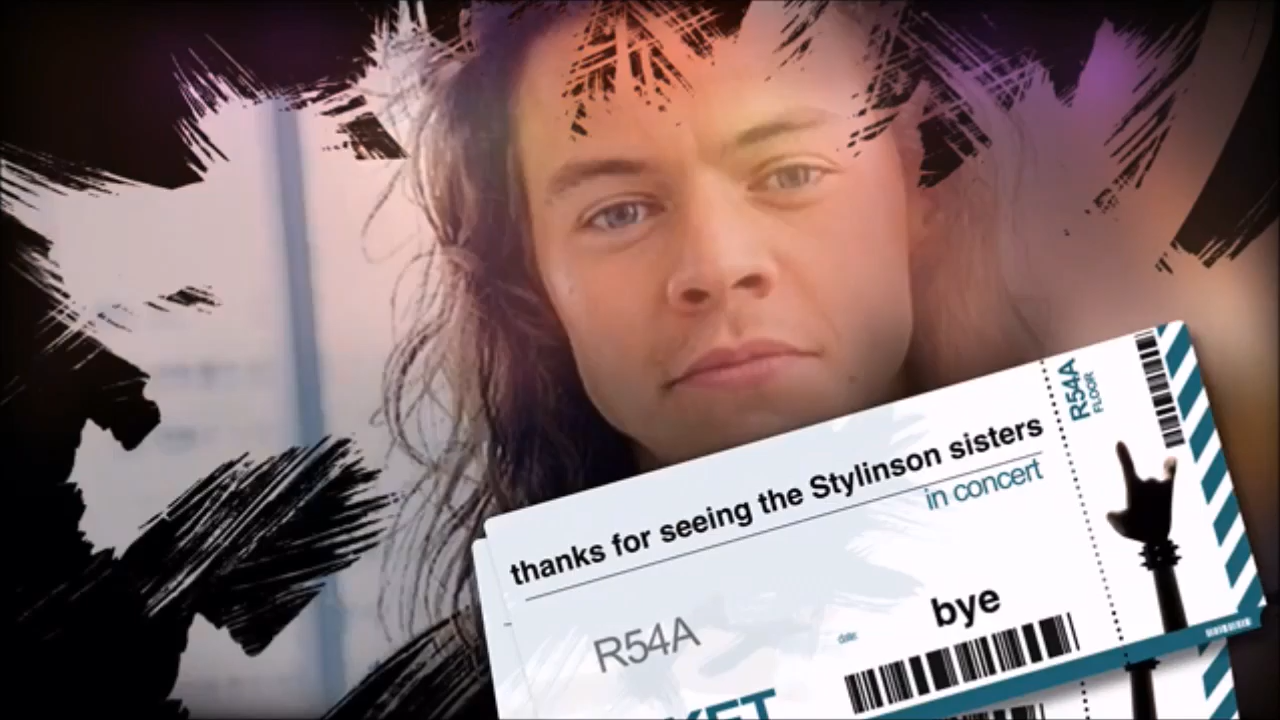 thanks for seeing the Stylinson sisters
in concert
R54A
FLOOR
R54A
date:
bye